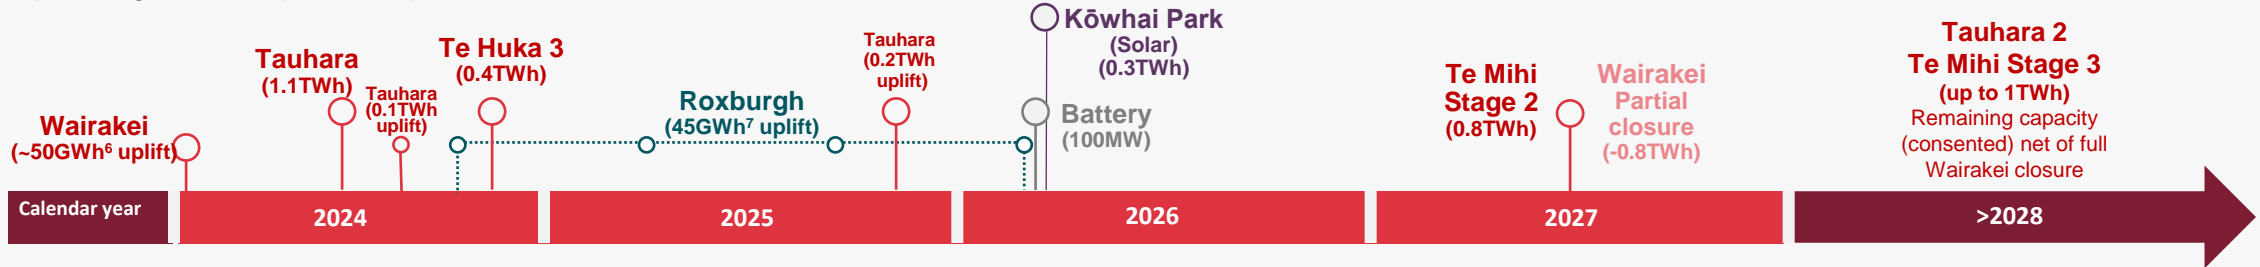 Wairakei
(~50GWh⁶ uplift)
Tauhara
(1.1TWh)
Tauhara
(0.1TWh
uplift)
Te Huka 3
(0.4TWh)
Roxburgh
(45GWh⁷ uplift)
Tauhara
(0.2TWh
uplift)
Kōwhai Park
(Solar)
(0.3TWh)
Battery
(100MW)
Te Mihi
Stage 2
(0.8TWh)
Wairakei
Partial
closure
(-0.8TWh)
Tauhara 2
Te Mihi Stage 3
(up to 1TWh)
Remaining capacity
(consented) net of full
Wairakei closure
Calendar year
2024
2025
2026
2027
>2028